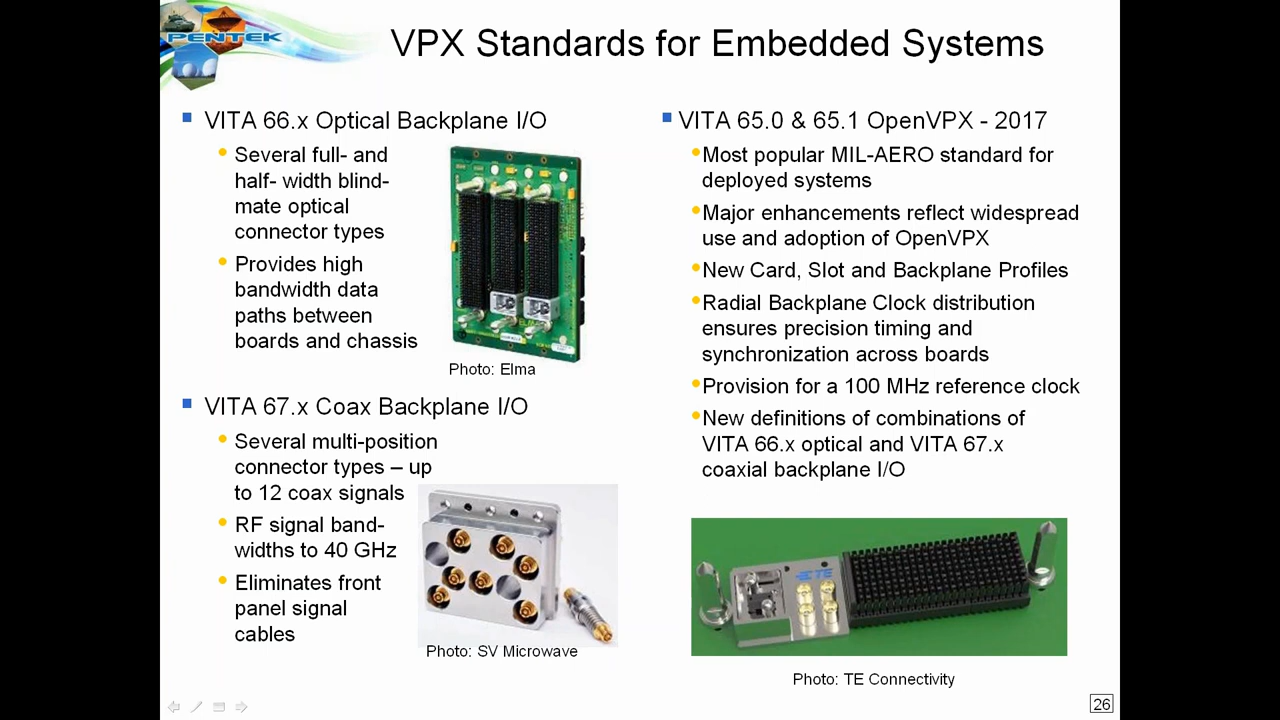 PENTEK
VPX Standards for Embedded Systems
VITA 66.x Optical Backplane I/O
Several full- and
half- width blind-
mate optical
connector types
Provides high
bandwidth data
paths between
boards and chassis
Photo: Elma
VITA 67.x Coax Backplane I/O
Several multi-position
connector types – up
to 12 coax signals
RF signal band-
widths to 40 GHz
Eliminates front
panel signal
cables
Photo: SV Microwave
VITA 65.0 & 65.1 OpenVPX - 2017
Most popular MIL-AERO standard for
deployed systems
Major enhancements reflect widespread
use and adoption of OpenVPX
New Card, Slot and Backplane Profiles
Radial Backplane Clock distribution
ensures precision timing and
synchronization across boards
Provision for a 100 MHz reference clock
New definitions of combinations of
VITA 66.x optical and VITA 67.x
coaxial backplane I/O
TE
Photo: TE Connectivity
26